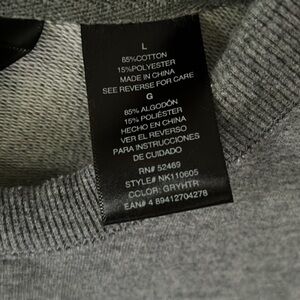 L
85%COTTON
15%POLYESTER
MADE IN CHINA
SEE REVERSE FOR CARE
G
85% ALGODÓN
15% POLIÉSTER
HECHO EN CHINA
VER EL REVERSO
PARA INSTRUCCIONES
DE CUIDADO
RN# 52469
STYLE# NK110605
COLOR: GRYHTR
EAN# 4 89412704278